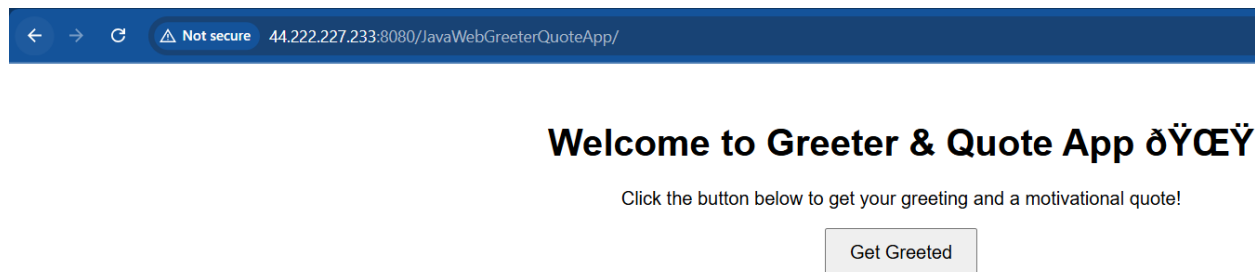 Not secure 44.222.227.233:8080/JavaWebGreeterQuoteApp/
Welcome to Greeter & Quote App ðŸŒŸ
Click the button below to get your greeting and a motivational quote!
Get Greeted